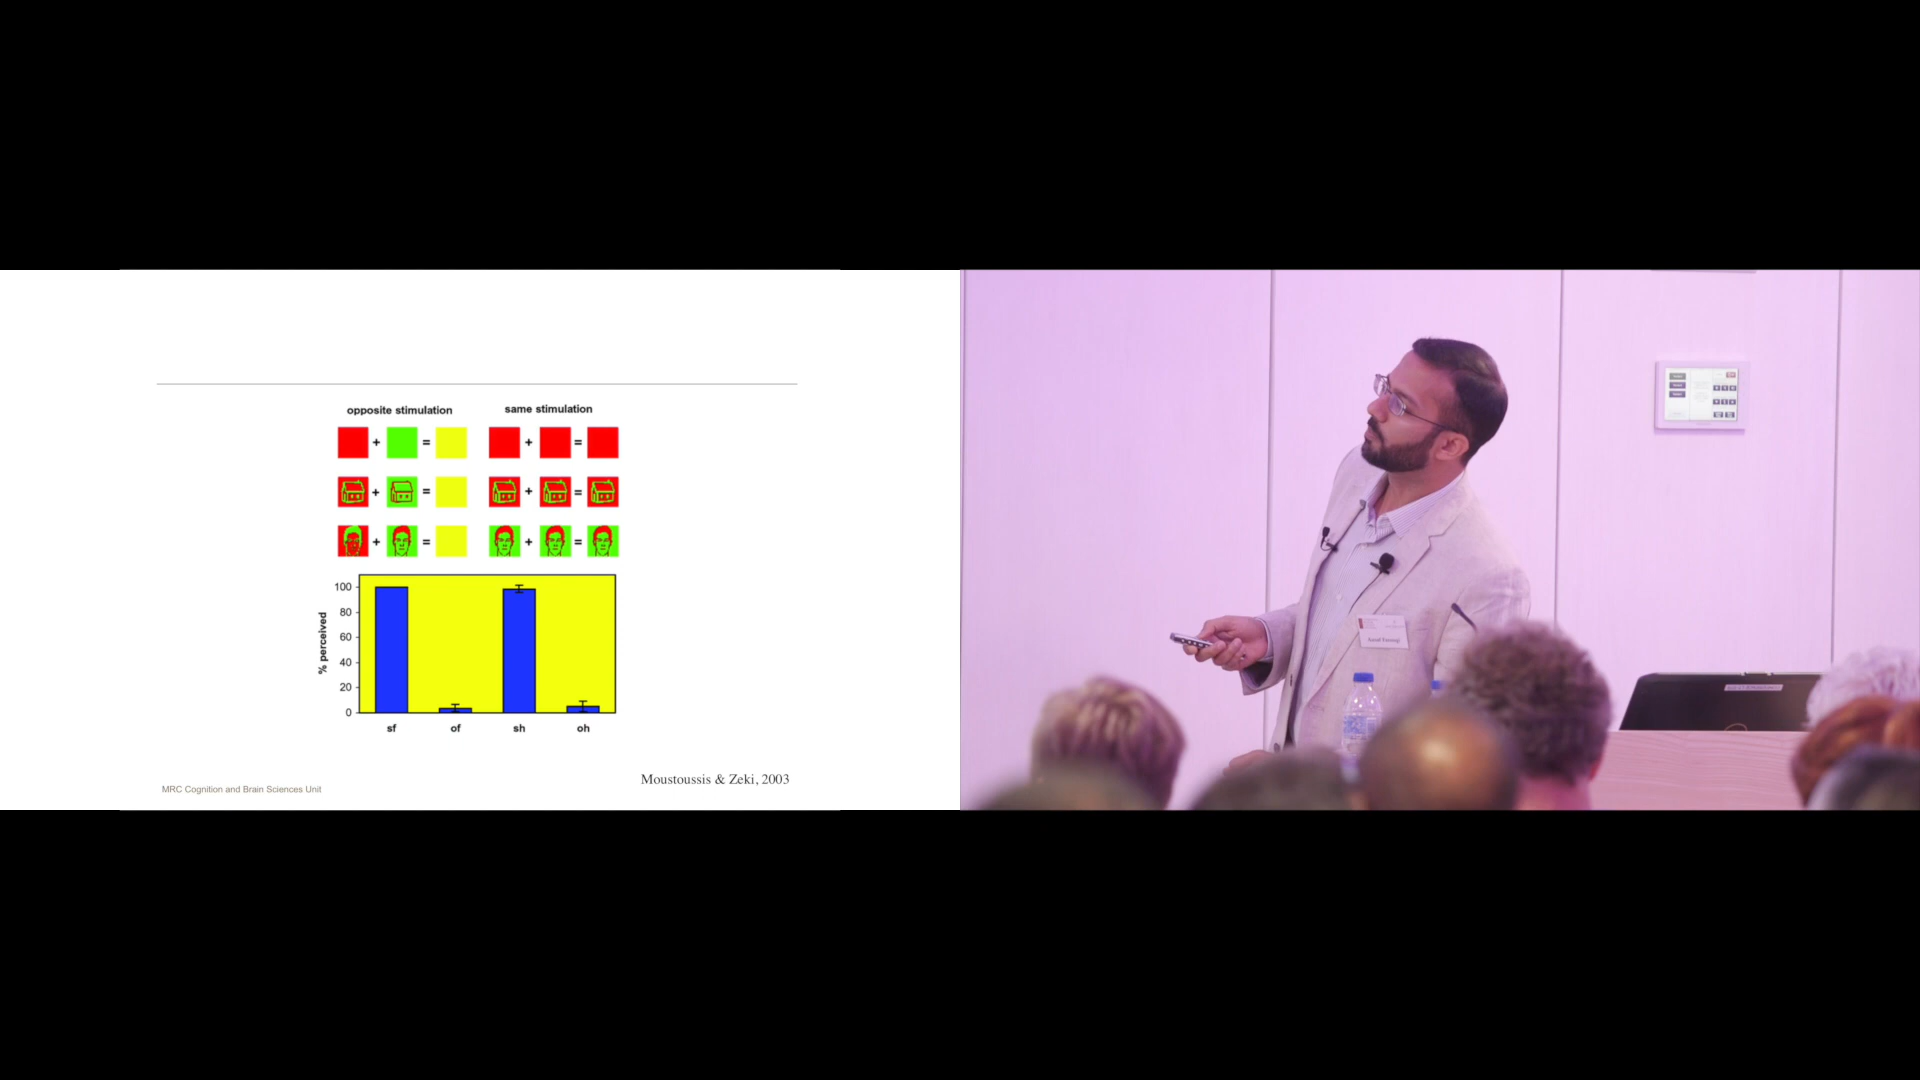 opposite stimulation
same stimulation
+ =
+ =
+ =
+ =
+ =
+ =
% perceived
100
80
60
40
20
0
sf of sh oh
Moustoussis & Zeki, 2003
MRC Cognition and Brain Sciences Unit